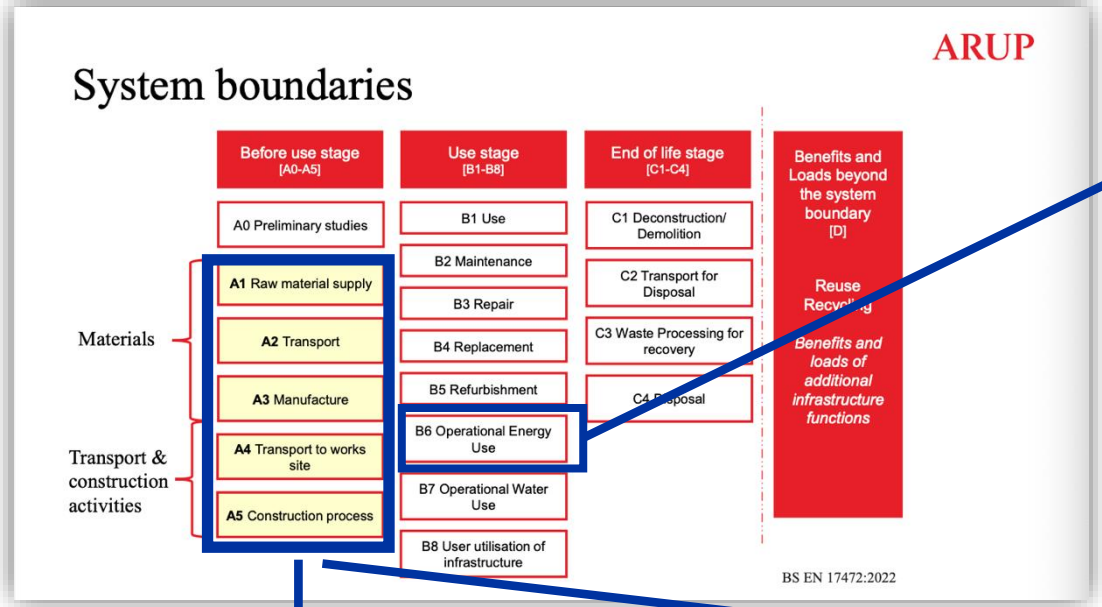 ARUP
System boundaries
Before use stage
[A0-A5]
A0 Preliminary studies
Materials
A1 Raw material supply
A2 Transport
A3 Manufacture
Transport &
construction
activities
A4 Transport to works
site
A5 Construction process
Use stage
[B1-B8]
B1 Use
B2 Maintenance
B3 Repair
B4 Replacement
B5 Refurbishment
B6 Operational Energy
Use
B7 Operational Water
Use
B8 User utilisation of
infrastructure
End of life stage
[C1-C4]
C1 Deconstruction/
Demolition
C2 Transport for
Disposal
C3 Waste Processing for
recovery
C4 Disposal
Benefits and
Loads beyond
the system
boundary
[D]
Reuse
Recycling
Benefits and
loads of
additional
infrastructure
functions
BS EN 17472:2022